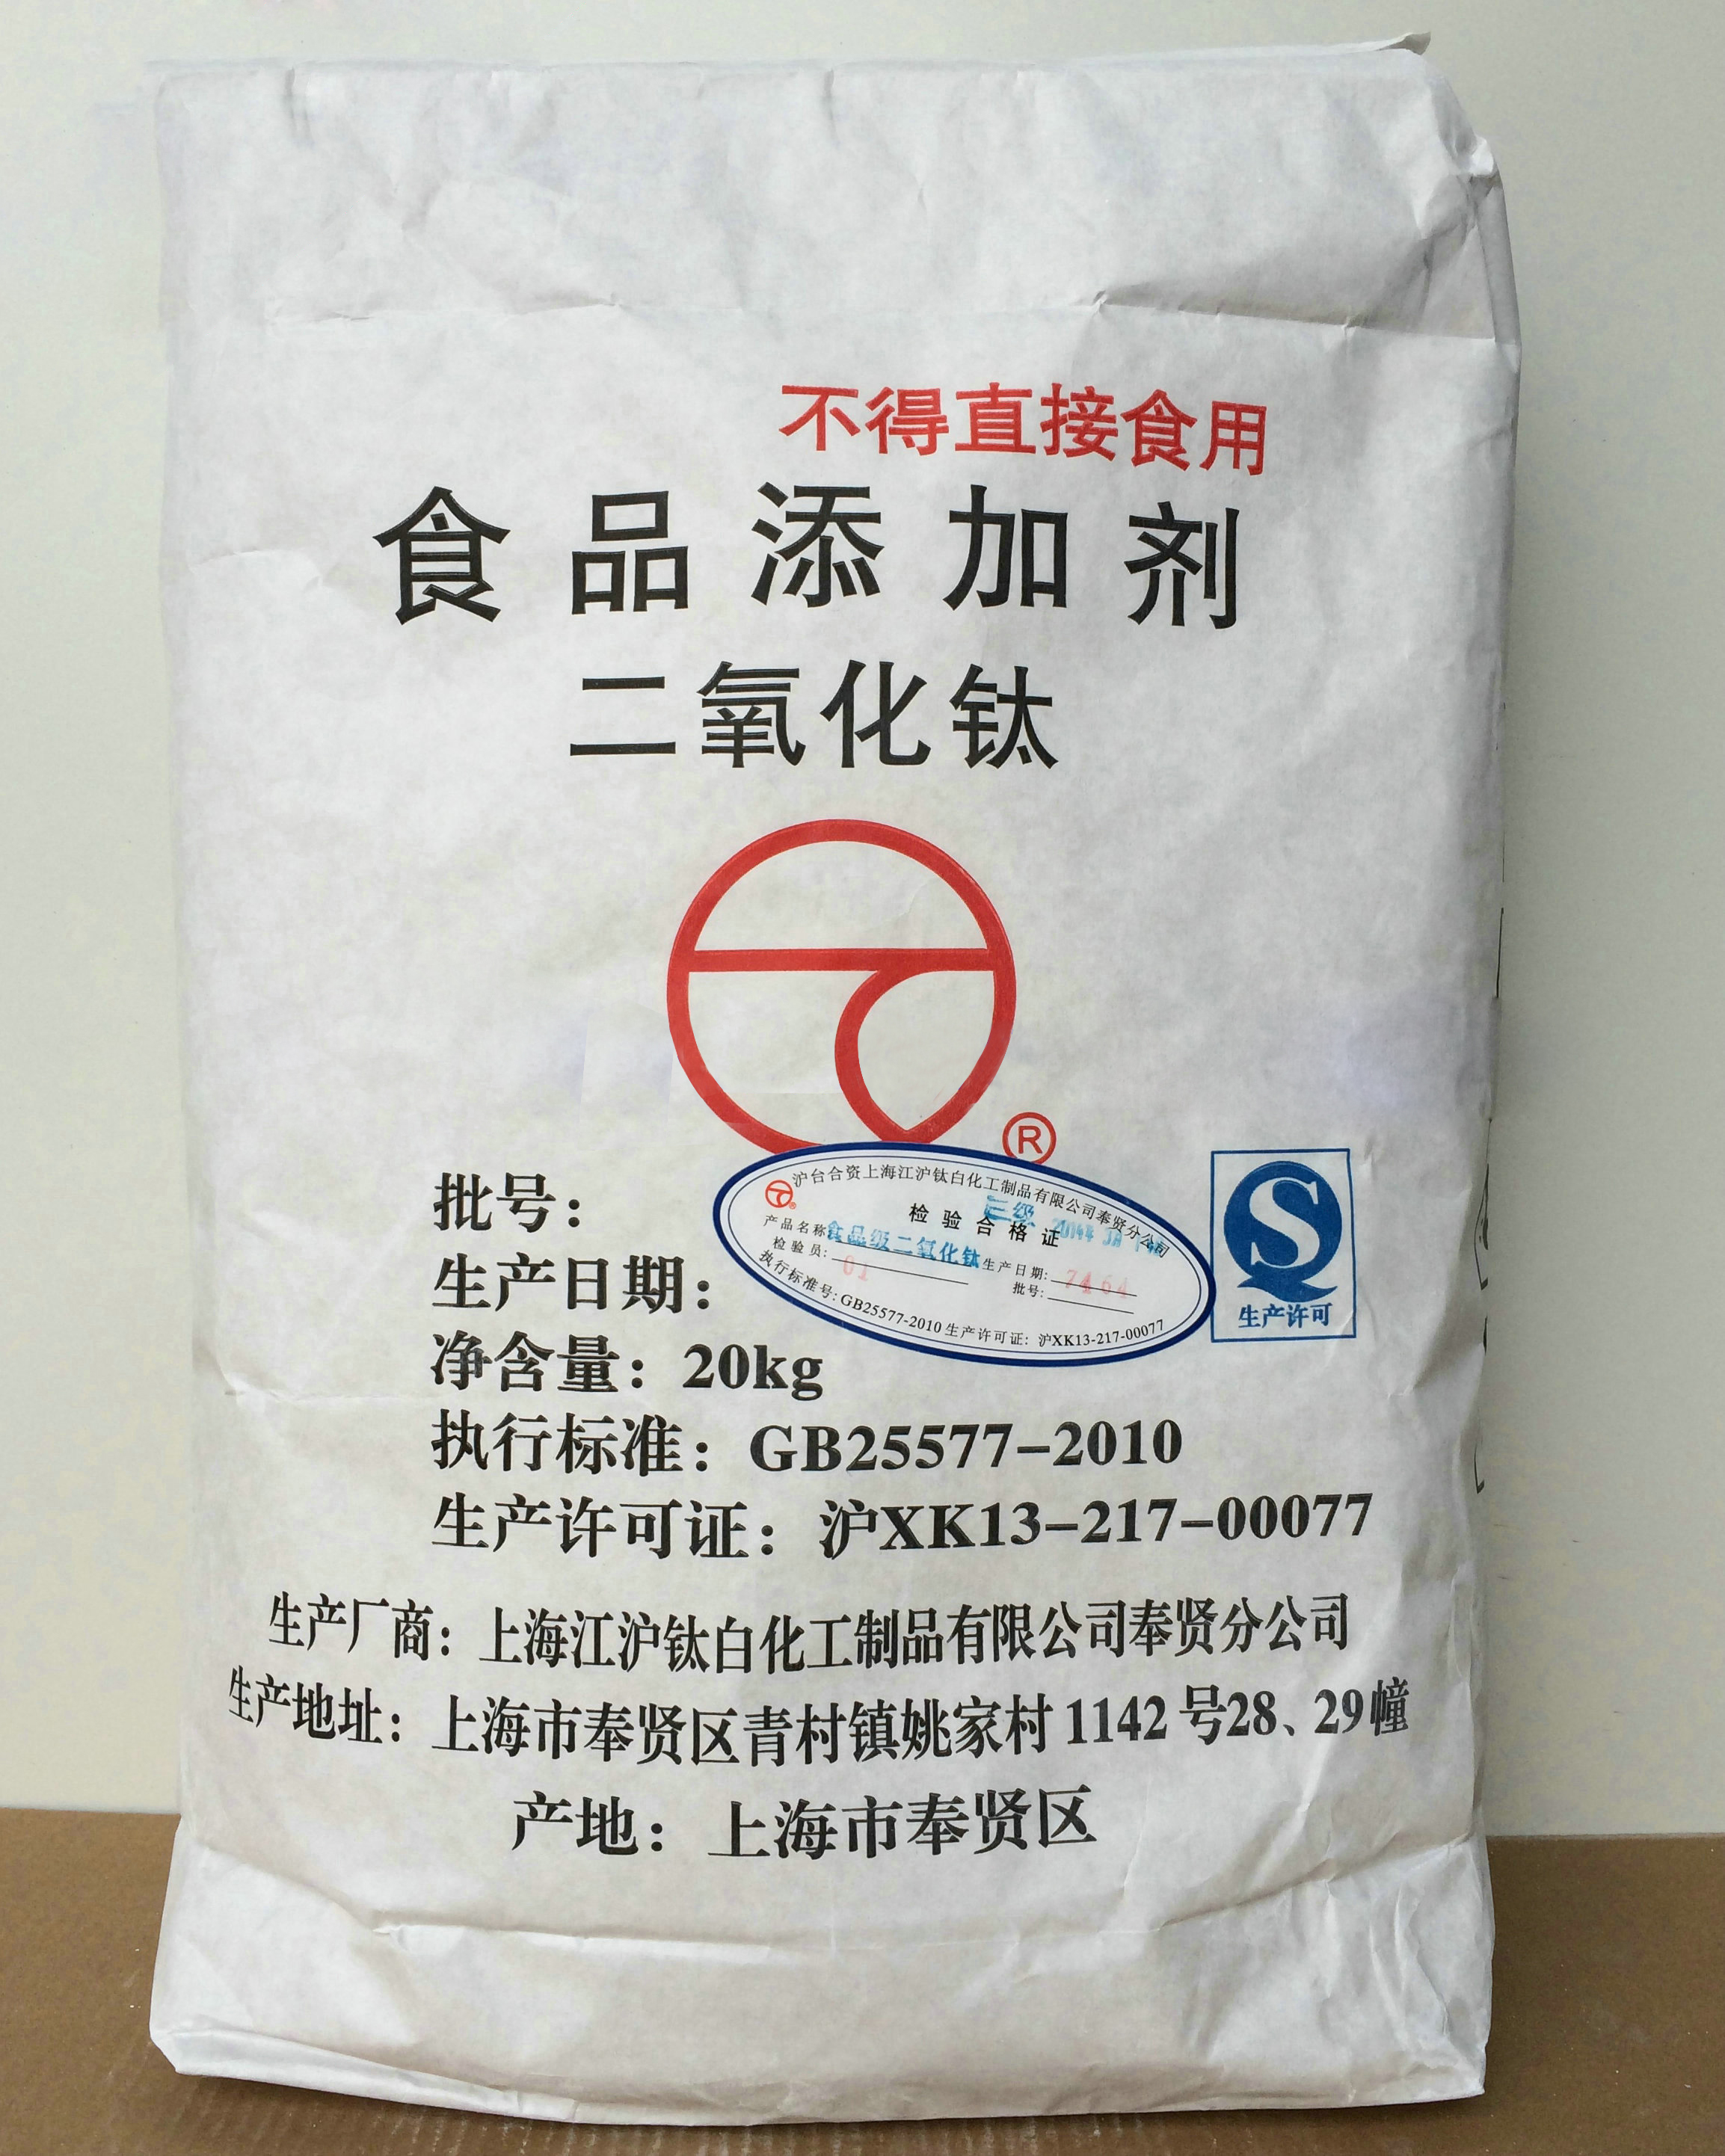 不得直接食用
食品添加剂
二氧化钛
®
批号：
生产日期：
净含量：20kg
执行标准：GB25577-2010
生产许可证：沪XK13-217-00077
沪台合资上海江沪钛白化工制品有限公司奉贤分公司
检验合格证
产品名称 食品级二氧化钛 生产日期：
检验员：01 批号：
执行标准号：GB25577-2010 生产许可证：沪XK13-217-00077
生产许可
生产厂商：上海江沪钛白化工制品有限公司奉贤分公司
生产地址：上海市奉贤区青村镇姚家村1142号28、29幢
产地：上海市奉贤区